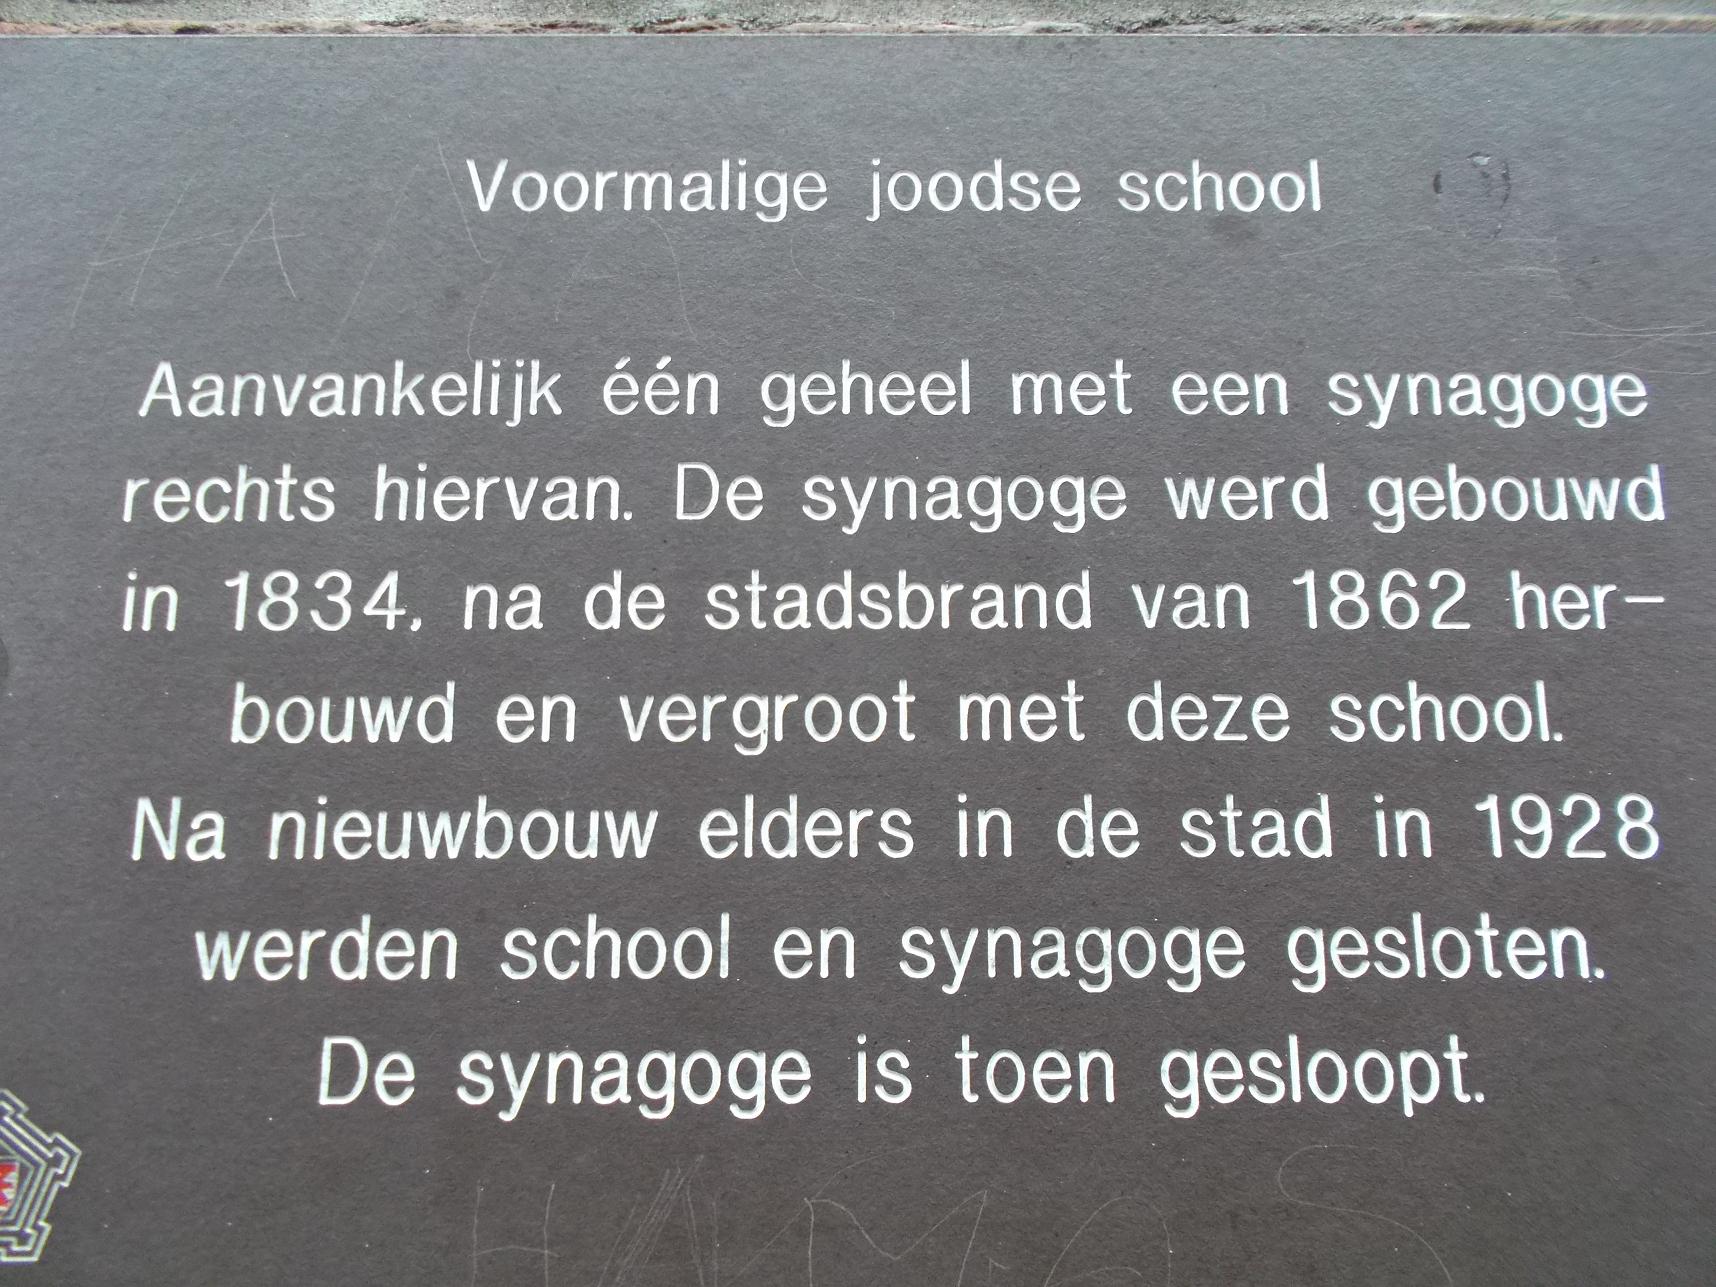 Voormalige joodse school
Aanvankelijk één geheel met een synagoge
rechts hiervan. De synagoge werd gebouwd
in 1834, na de stadsbrand van 1862 her-
bouwd en vergroot met deze school.
Na nieuwbouw elders in de stad in 1928
werden school en synagoge gesloten.
De synagoge is toen gesloopt.